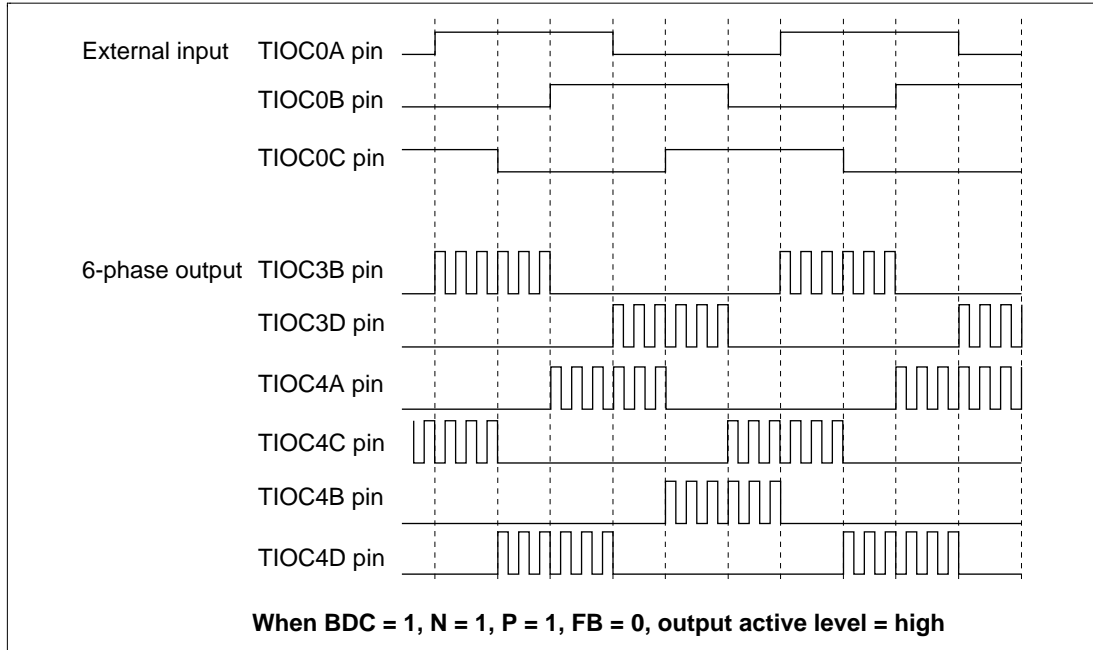 External input TIOC0A pin
TIOC0B pin
TIOC0C pin
6-phase output TIOC3B pin
TIOC3D pin
TIOC4A pin
TIOC4C pin
TIOC4B pin
TIOC4D pin
When BDC = 1, N = 1, P = 1, FB = 0, output active level = high